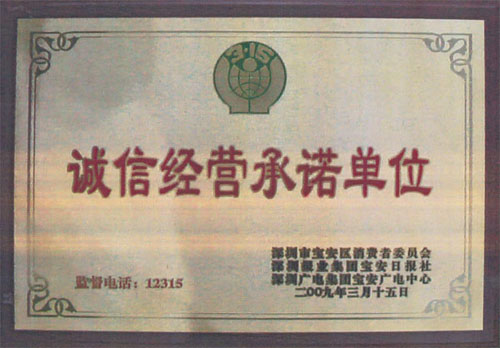 3·15
诚信经营承诺单位
深圳市宝安区消费者委员会
深圳报业集团宝安日报社
深圳广电集团宝安广电中心
监督电话：12315
二00九年三月十五日